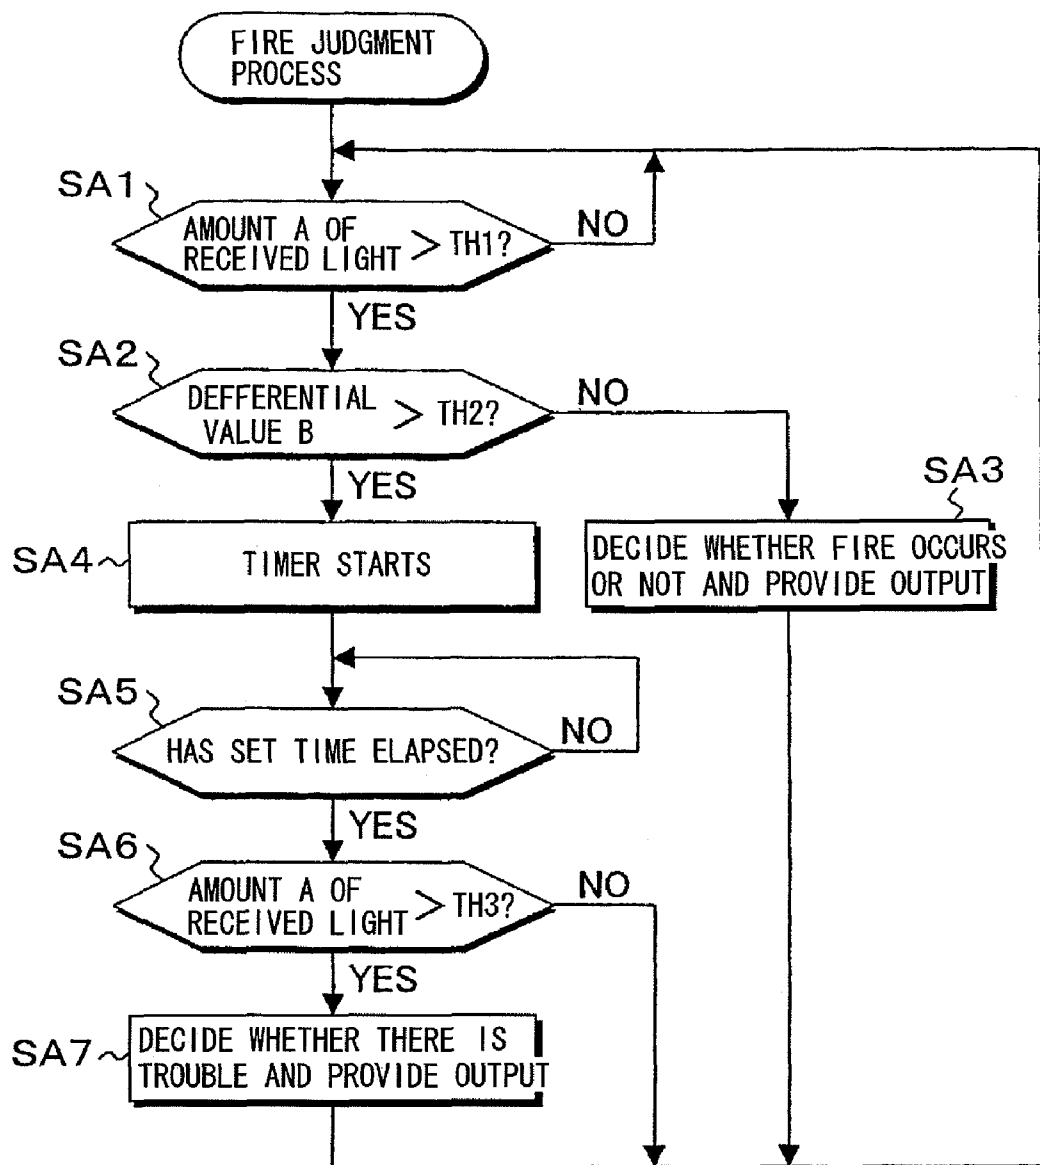 FIRE JUDGMENT
PROCESS
SA1
AMOUNT A OF
RECEIVED LIGHT > TH1?
NO
YES
SA2
DEFFERENTIAL
VALUE B > TH2?
NO
YES
SA3
DECIDE WHETHER FIRE OCCURS
OR NOT AND PROVIDE OUTPUT
SA4
TIMER STARTS
SA5
HAS SET TIME ELAPSED?
NO
YES
SA6
AMOUNT A OF
RECEIVED LIGHT > TH3?
NO
YES
SA7
DECIDE WHETHER THERE IS
TROUBLE AND PROVIDE OUTPUT